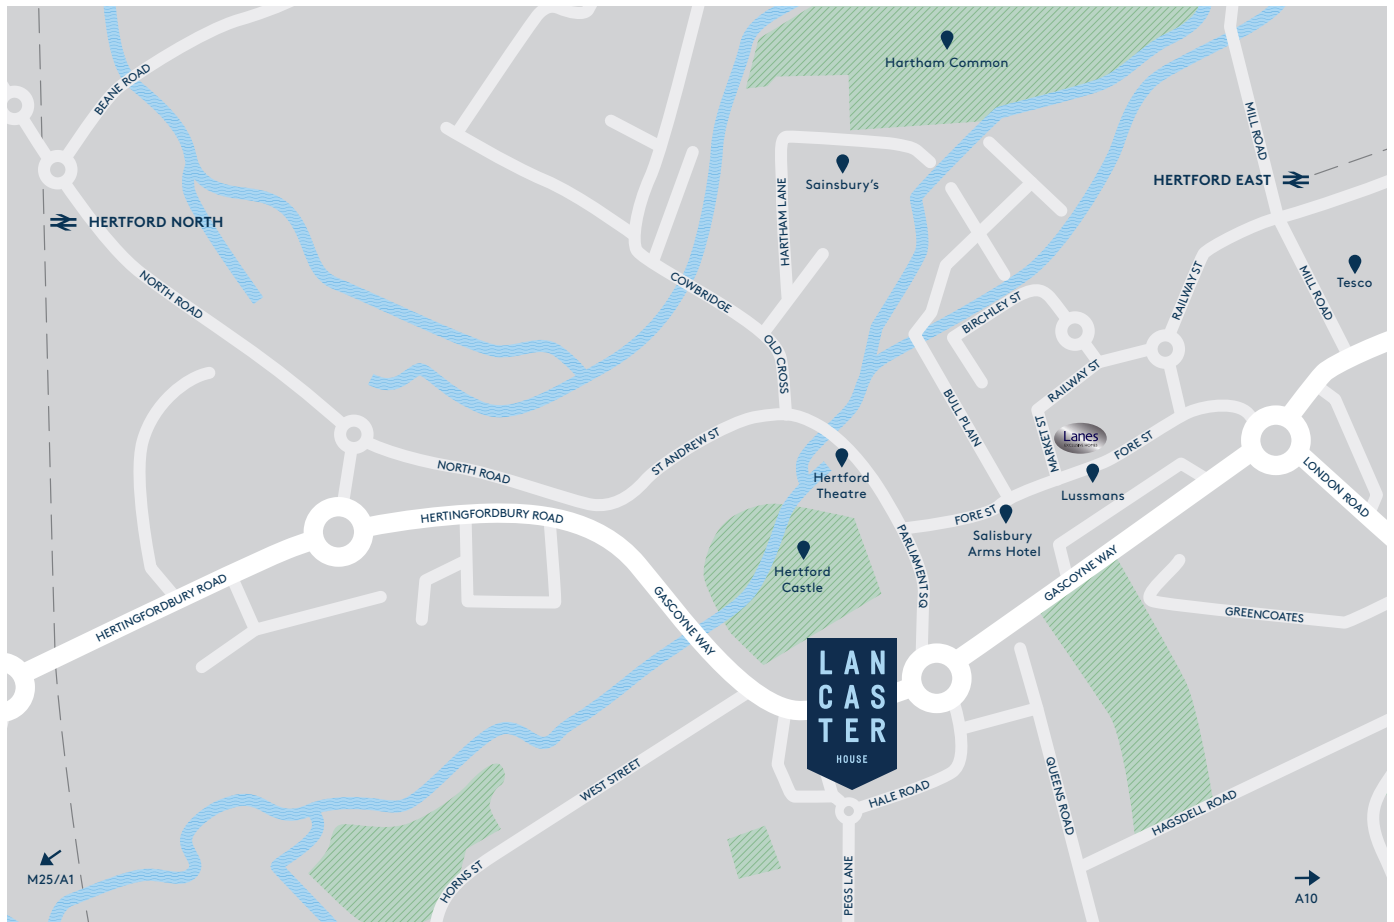 Hartham Common
BEANE ROAD
MILL ROAD
HERTFORD EAST
Sainsbury's
HARTHAM LANE
HERTFORD NORTH
NORTH ROAD
COWBRIDGE
RAILWAY ST
Tesco
MILL ROAD
BIRCHLEY ST
OLD CROSS
RAILWAY ST
BULL PLAIN
MARKET ST
Lanes
FORE ST
ST ANDREW ST
NORTH ROAD
Hertford
Theatre
Lussmans
LONDON ROAD
HERTINGFORDBURY ROAD
FORE ST
Salisbury
Arms Hotel
PARLIAMENT SQ
Hertford
Castle
GASCOYNE WAY
HERTINGFORDBURY ROAD
GASCOYNE WAY
GREENCOATES
LAN
CAS
TER
HOUSE
WEST STREET
HALE ROAD
QUEENS ROAD
HAGSDELL ROAD
HORNS ST
PEGS LANE
M25/A1
A10